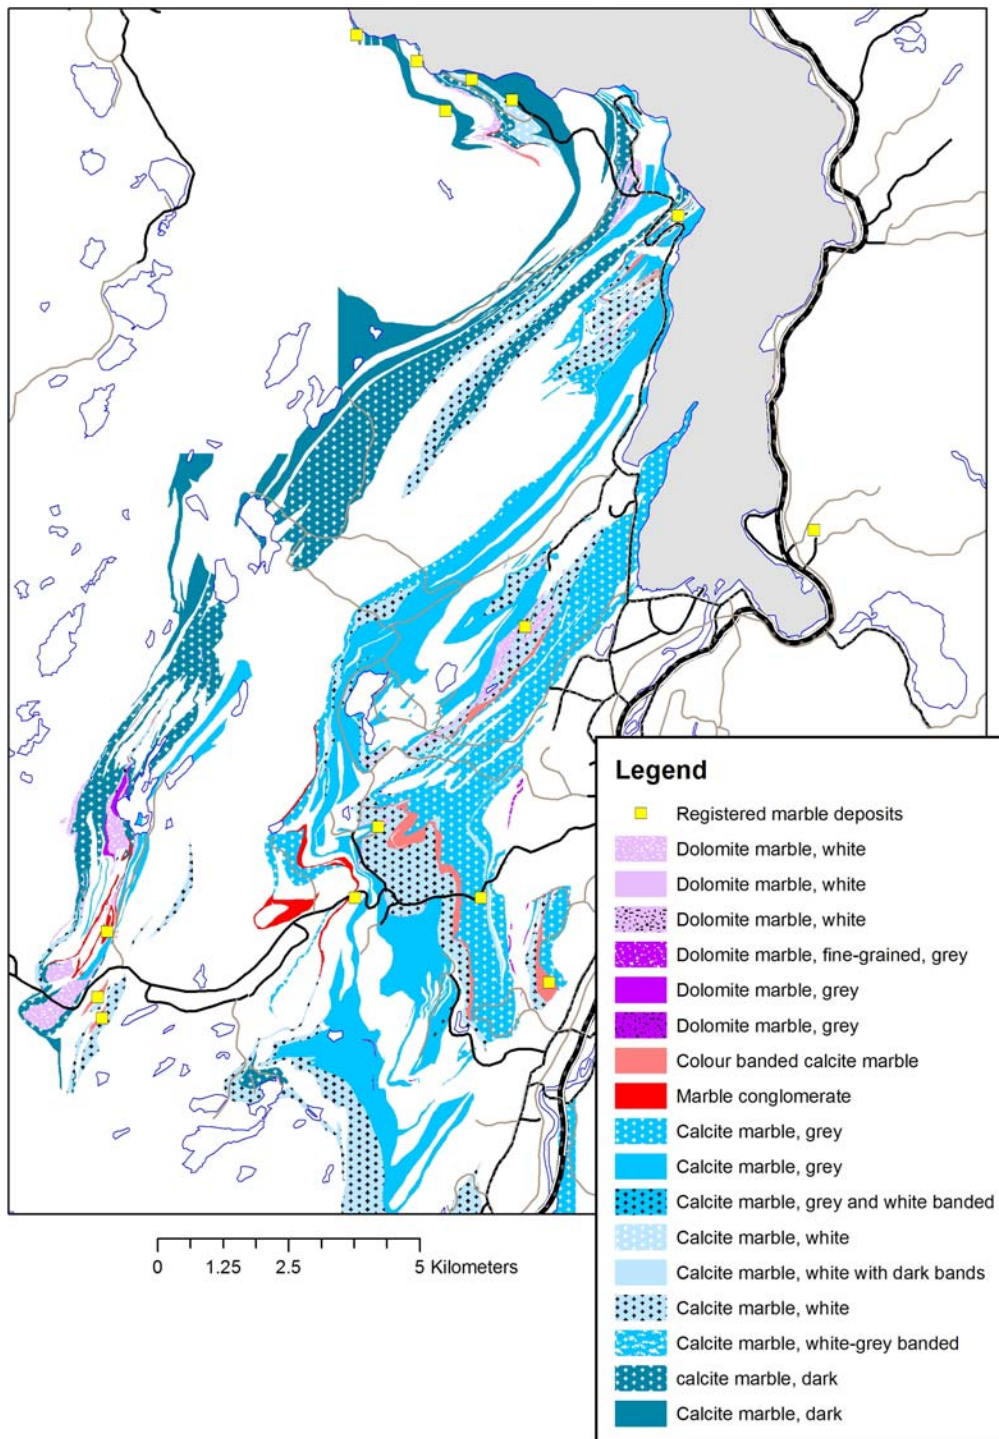 Legend
Registered marble deposits
Dolomite marble, white
Dolomite marble, white
Dolomite marble, white
Dolomite marble, fine-grained, grey
Dolomite marble, grey
Dolomite marble, grey
Colour banded calcite marble
Marble conglomerate
Calcite marble, grey
Calcite marble, grey
Calcite marble, grey and white banded
Calcite marble, white
Calcite marble, white with dark bands
Calcite marble, white
Calcite marble, white-grey banded
calcite marble, dark
Calcite marble, dark
0 1.25 2.5 5 Kilometers